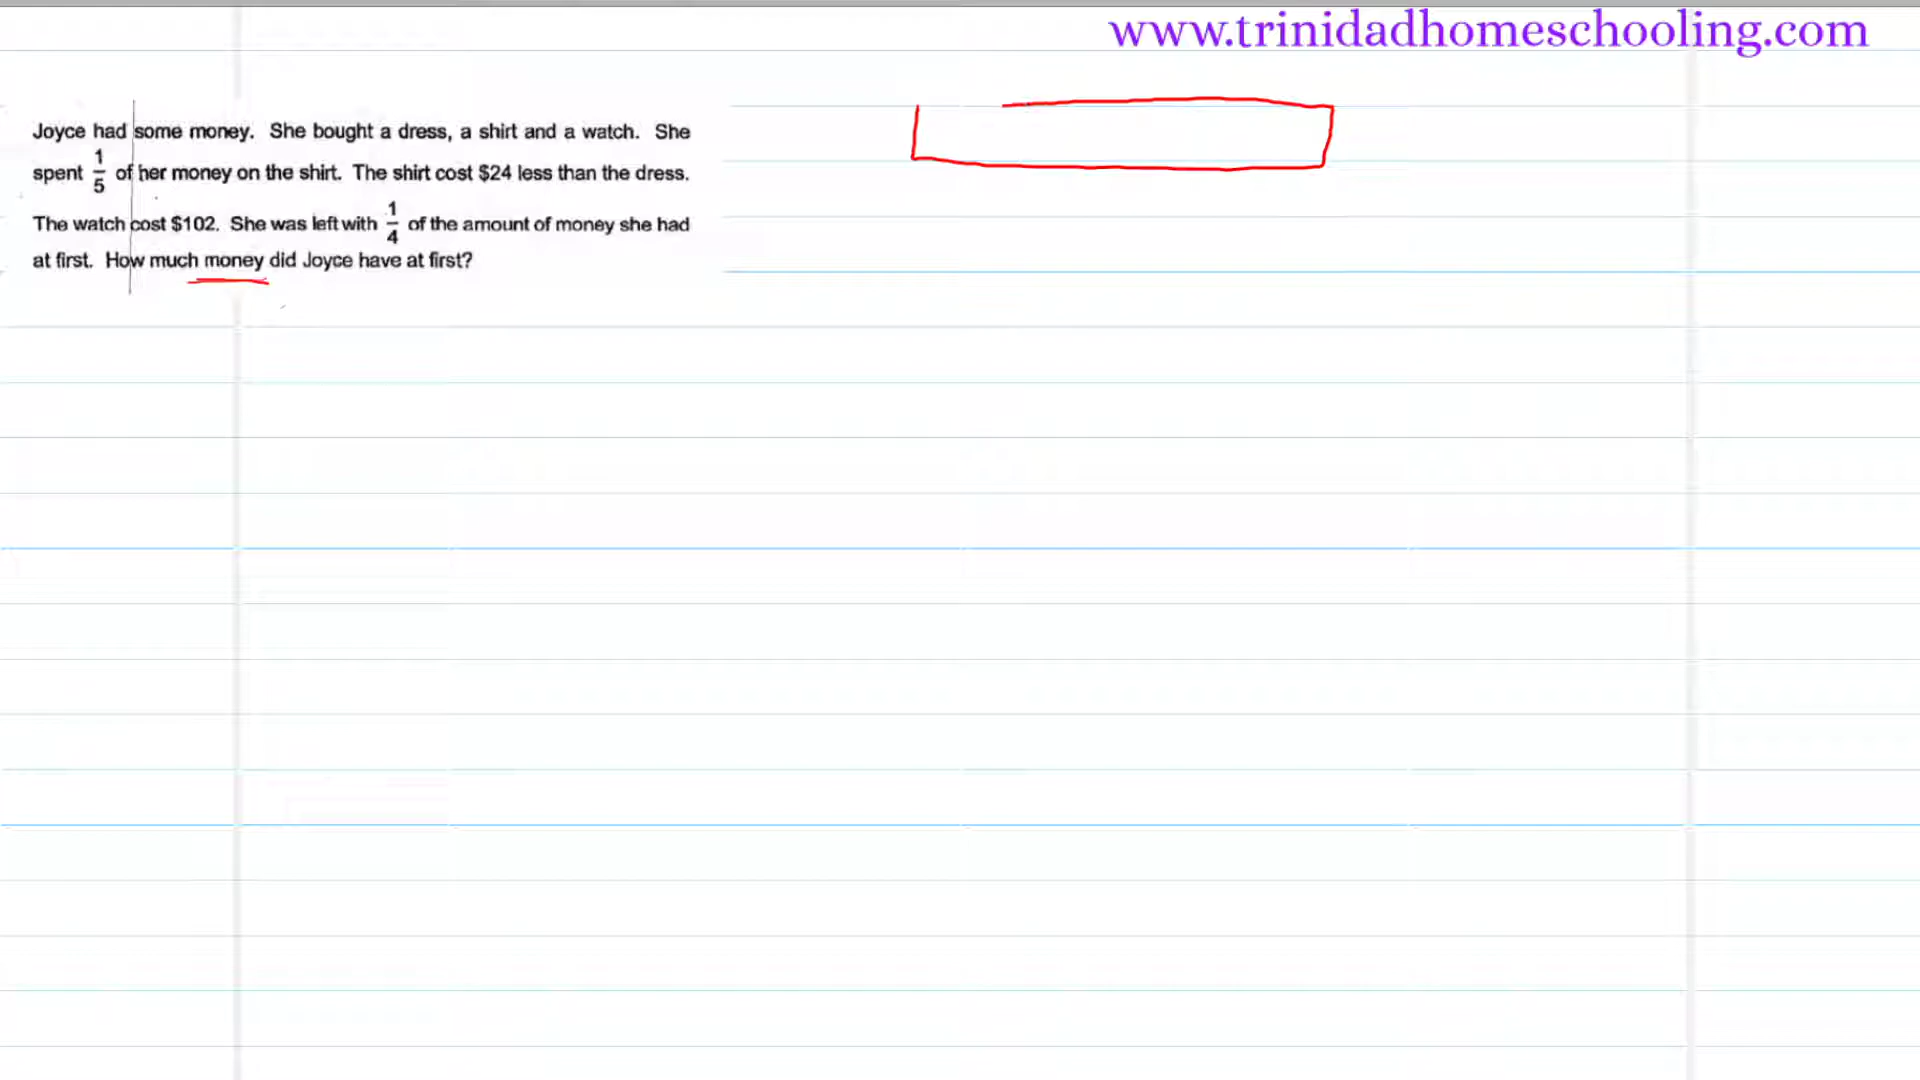 www.trinidadhomeschooling.com
Joyce had some money. She bought a dress, a shirt and a watch. She
spent 1/5 of her money on the shirt. The shirt cost $24 less than the dress.
The watch cost $102. She was left with 1/4 of the amount of money she had
at first. How much money did Joyce have at first?